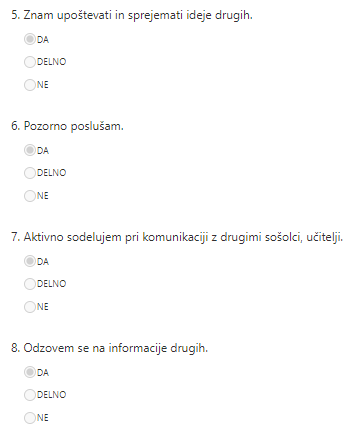 5. Znam upoštevati in sprejemati ideje drugih.
DA
DELNO
NE
6. Pozorno poslušam.
DA
DELNO
NE
7. Aktivno sodelujem pri komunikaciji z drugimi sošolci, učitelji.
DA
DELNO
NE
8. Odzovem se na informacije drugih.
DA
DELNO
NE